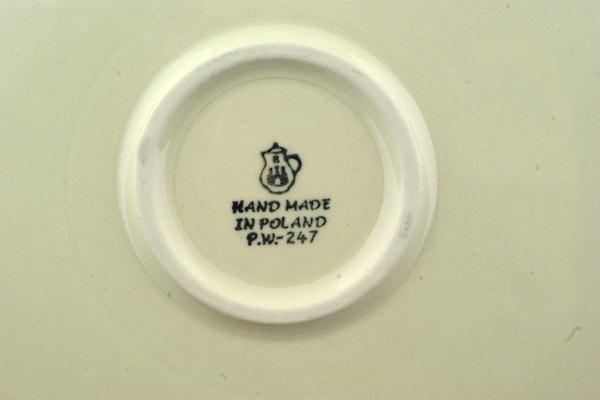 B
HAND MADE
IN POLAND
P.W.-247